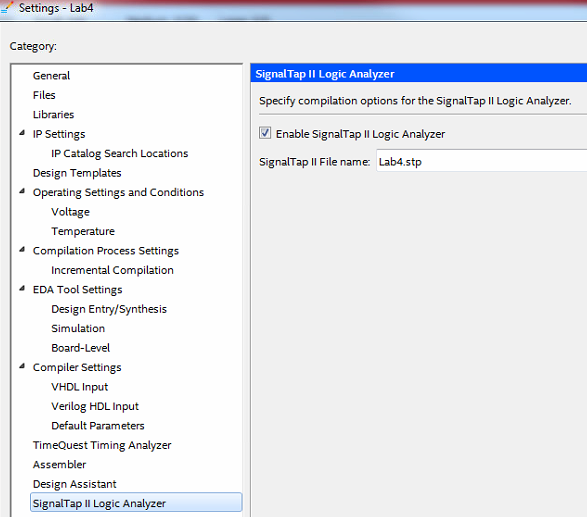 Settings - Lab4
Category:
General
Files
Libraries
IP Settings
IP Catalog Search Locations
Design Templates
Operating Settings and Conditions
Voltage
Temperature
Compilation Process Settings
Incremental Compilation
EDA Tool Settings
Design Entry/Synthesis
Simulation
Board-Level
Compiler Settings
VHDL Input
Verilog HDL Input
Default Parameters
TimeQuest Timing Analyzer
Assembler
Design Assistant
SignalTap II Logic Analyzer
SignalTap II Logic Analyzer
Specify compilation options for the SignalTap II Logic Analyzer.
Enable SignalTap II Logic Analyzer
SignalTap II File name: Lab4.stp